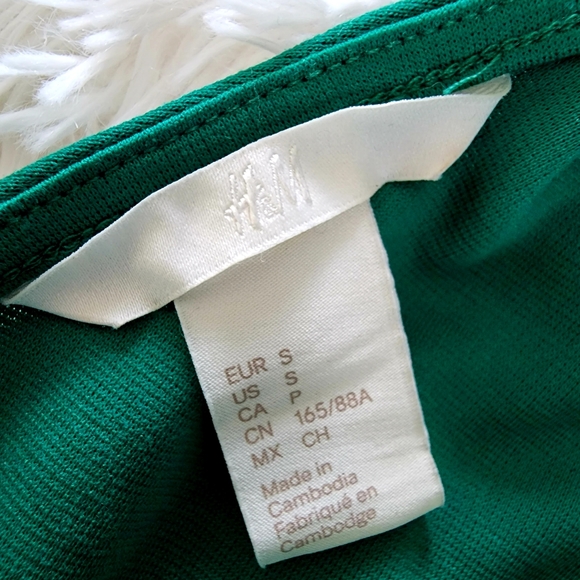 H&M
EUR S
US S
CA P
CN 165/88A
MX CH
Made in
Cambodia
Fabriqué en
Cambodge